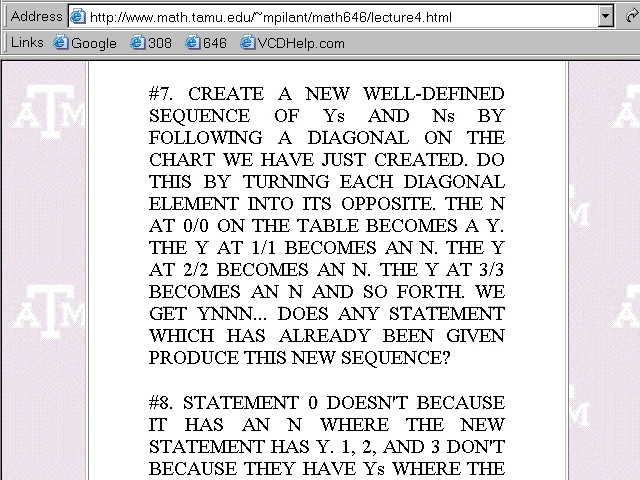 Address http://www.math.tamu.edu/~mpilant/math646/lecture4.html
Links Google 308 646 VCDHelp.com
#7. CREATE A NEW WELL-DEFINED
SEQUENCE OF Ys AND Ns BY
FOLLOWING A DIAGONAL ON THE
CHART WE HAVE JUST CREATED. DO
THIS BY TURNING EACH DIAGONAL
ELEMENT INTO ITS OPPOSITE. THE N
AT 0/0 ON THE TABLE BECOMES A Y.
THE Y AT 1/1 BECOMES AN N. THE Y
AT 2/2 BECOMES AN N. THE Y AT 3/3
BECOMES AN N AND SO FORTH. WE
GET YNNN... DOES ANY STATEMENT
WHICH HAS ALREADY BEEN GIVEN
PRODUCE THIS NEW SEQUENCE?
#8. STATEMENT 0 DOESN'T BECAUSE
IT HAS AN N WHERE THE NEW
STATEMENT HAS Y. 1, 2, AND 3 DON'T
BECAUSE THEY HAVE Ys WHERE THE